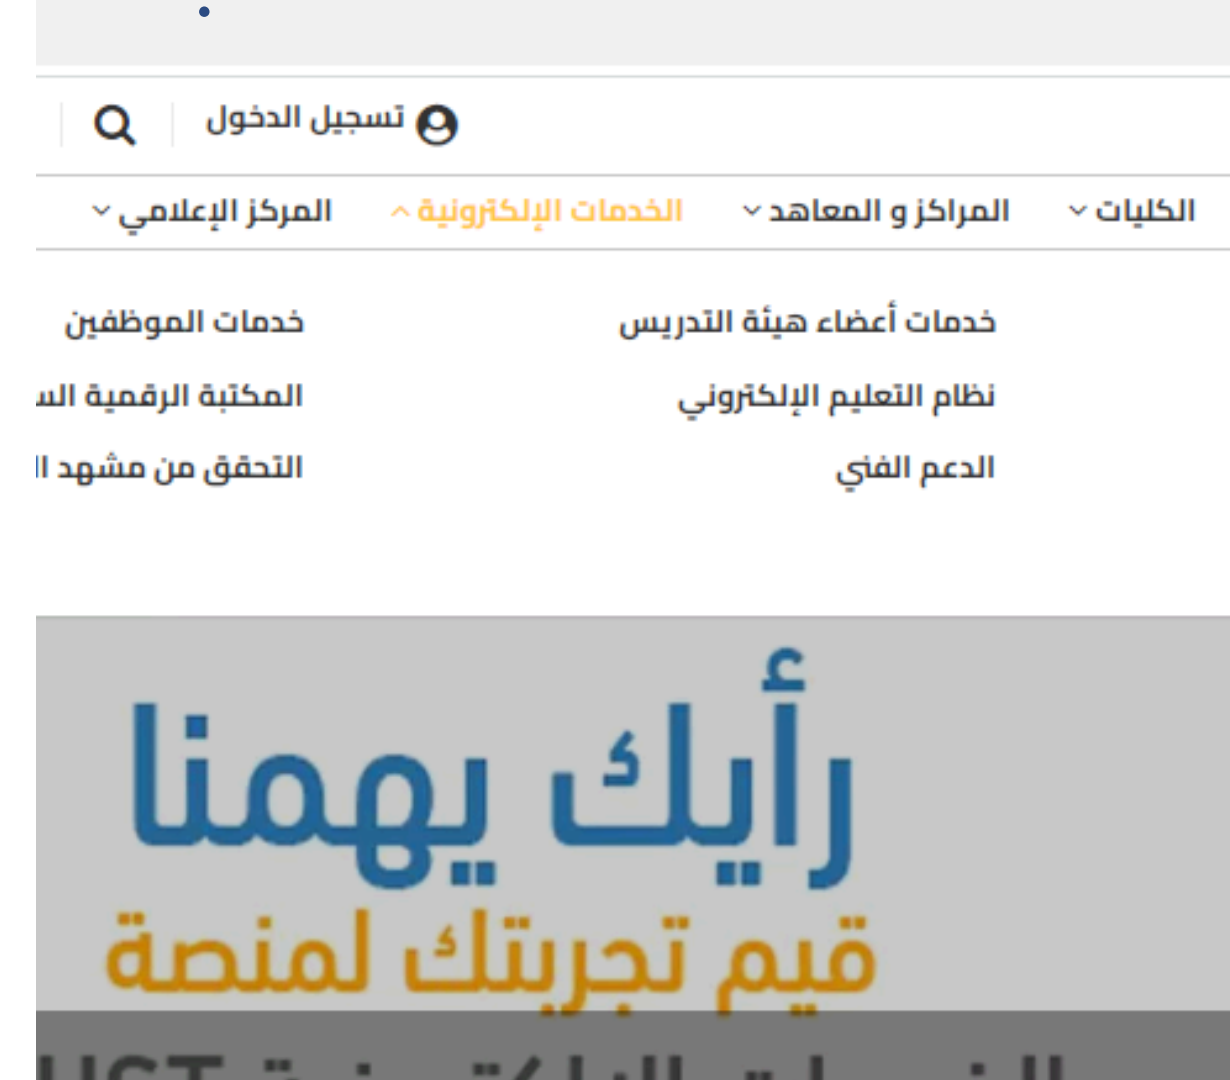 تسجيل الدخول
الكليات المراكز و المعاهد الخدمات الإلكترونية المركز الإعلامي
خدمات أعضاء هيئة التدريس خدمات الموظفين
نظام التعليم الإلكتروني المكتبة الرقمية
الدعم الفني التحقق من مشهد
رأيك يهمنا
قيم تجربتك لمنصة